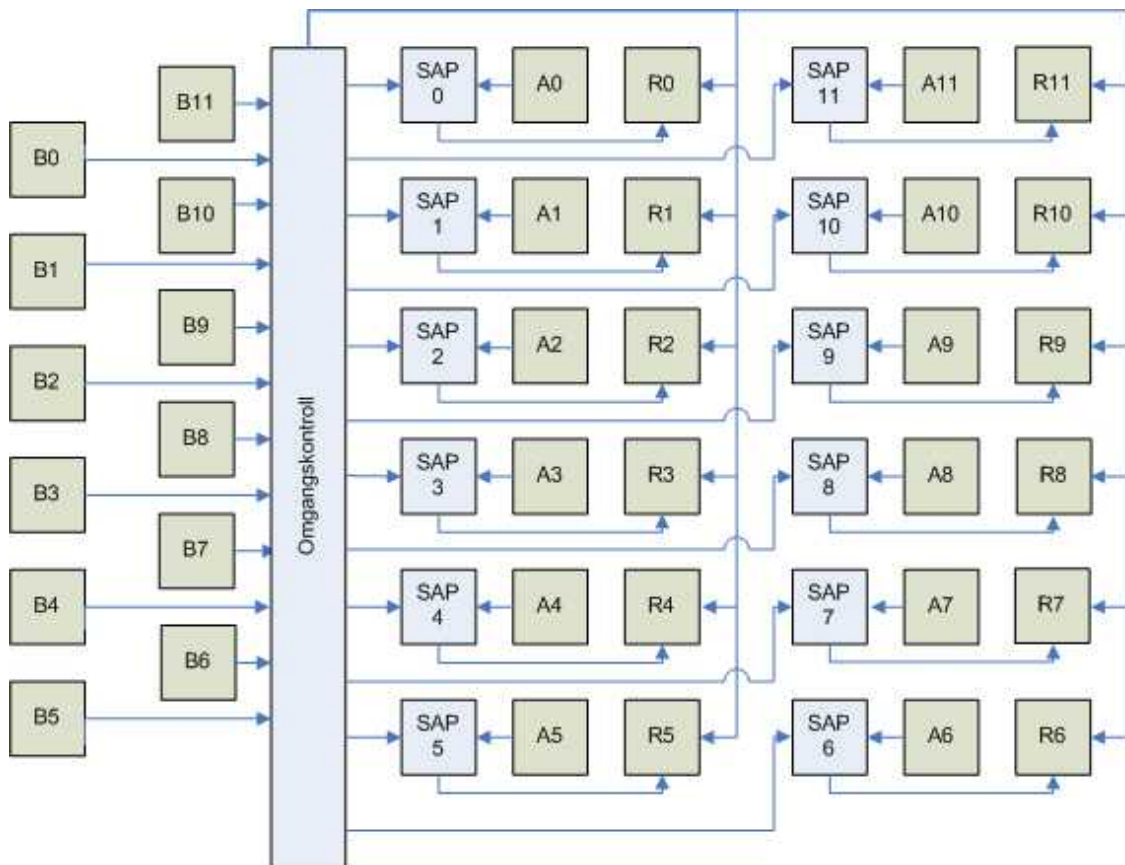 B11
B0
B10
B1
B9
B2
B8
B3
B7
B4
B6
B5
Omgangskontroll
SAP
0
A0
R0
SAP
11
A11
R11
SAP
1
A1
R1
SAP
10
A10
R10
SAP
2
A2
R2
SAP
9
A9
R9
SAP
3
A3
R3
SAP
8
A8
R8
SAP
4
A4
R4
SAP
7
A7
R7
SAP
5
A5
R5
SAP
6
A6
R6